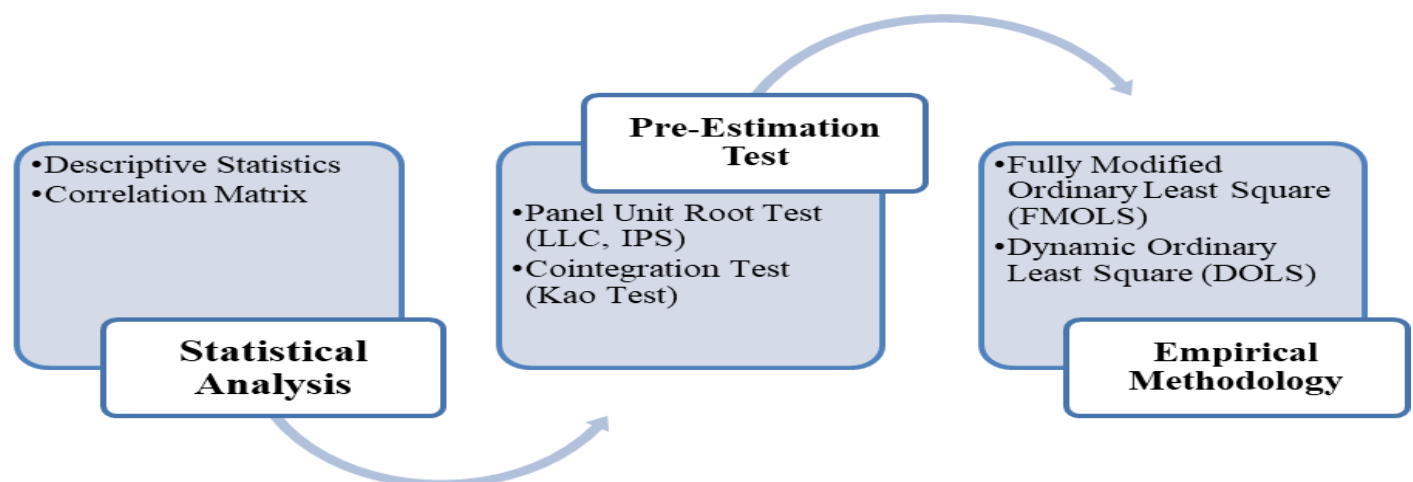 •Descriptive Statistics
•Correlation Matrix
Statistical
Analysis
Pre-Estimation
Test
•Panel Unit Root Test
(LLC, IPS)
•Cointegration Test
(Kao Test)
•Fully Modified
Ordinary Least Square
(FMOLS)
•Dynamic Ordinary
Least Square (DOLS)
Empirical
Methodology